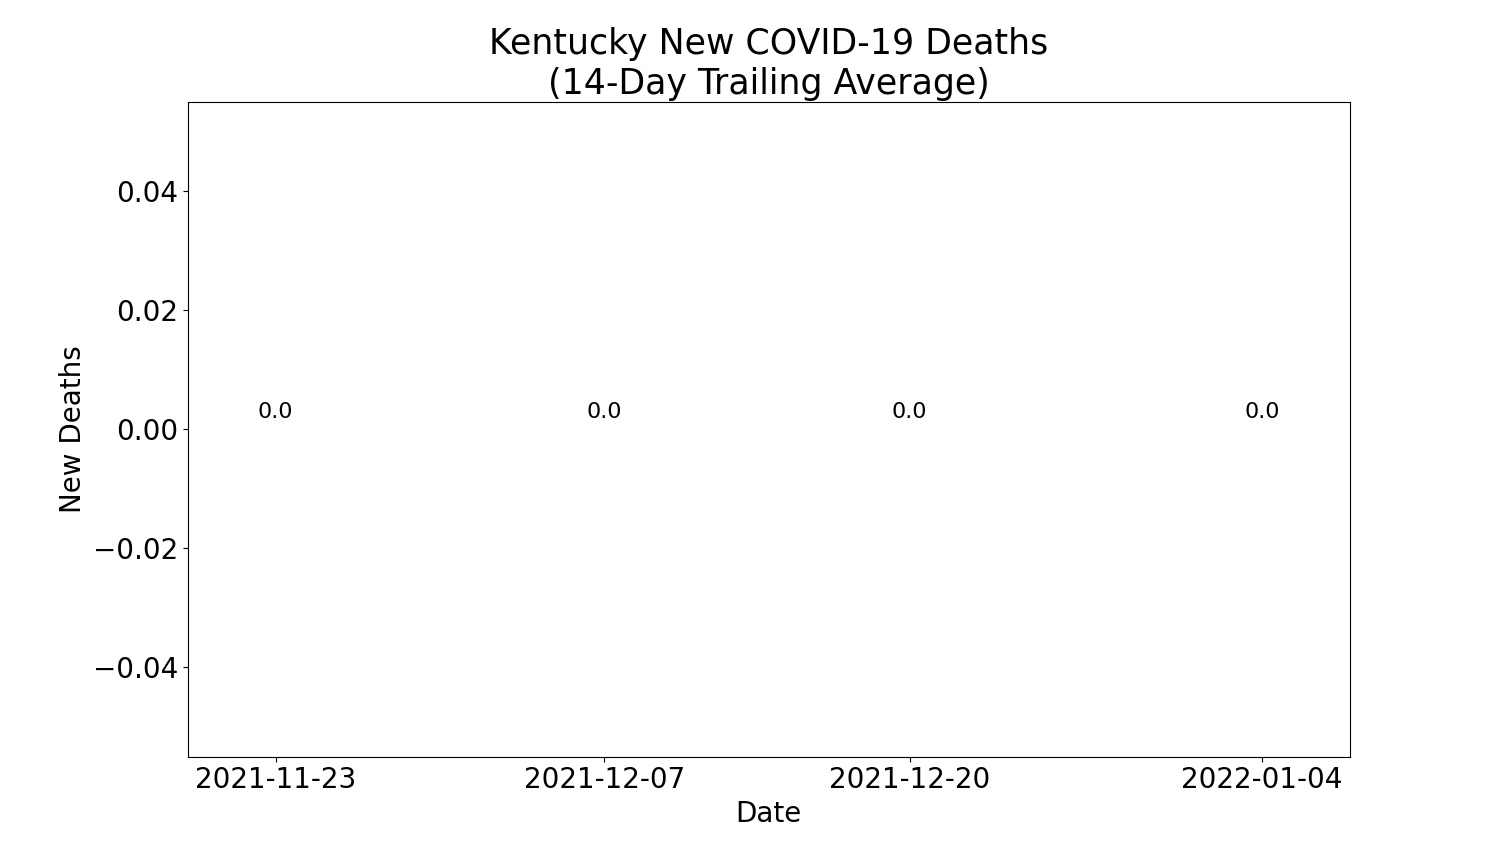 Kentucky New COVID-19 Deaths
(14-Day Trailing Average)
0.04
0.02
0.00
−0.02
−0.04
New Deaths
0.0 0.0 0.0 0.0
2021-11-23 2021-12-07 2021-12-20 2022-01-04
Date